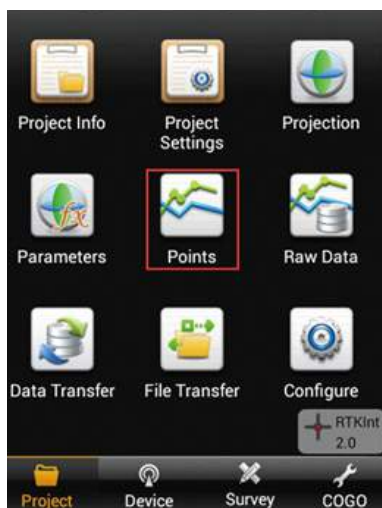 Project Info
Project
Settings
Projection
Parameters
Points
Raw Data
Data Transfer
File Transfer
Configure
RTKInt
2.0
Project
Device
Survey
COGO